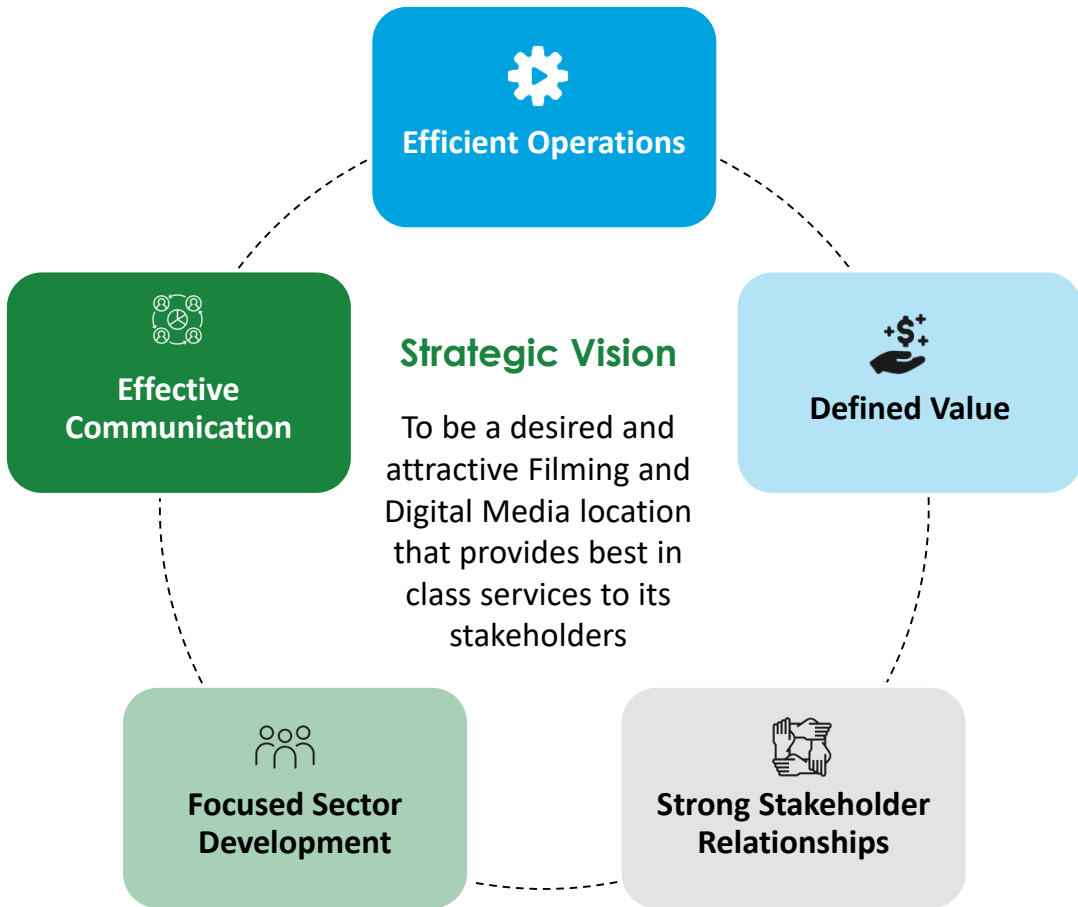 Efficient Operations
Effective
Communication
Strategic Vision
To be a desired and
attractive Filming and
Digital Media location
that provides best in
class services to its
stakeholders
+$+
+
Defined Value
Focused Sector
Development
Strong Stakeholder
Relationships